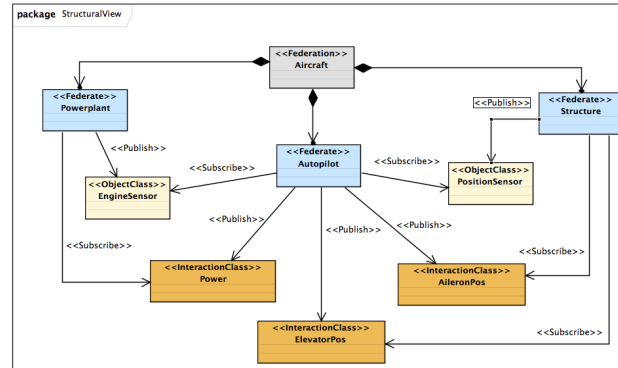 package StructuralView
<<Federation>>
Aircraft
<<Federate>>
Powerplant
<<Publish>>
<<Federate>>
Structure
<<Publish>>
<<Federate>>
Autopilot
<<Subscribe>>
<<Subscribe>>
<<ObjectClass>>
EngineSensor
<<ObjectClass>>
PositionSensor
<<Publish>>
<<Publish>>
<<Publish>>
<<Subscribe>>
<<Subscribe>>
<<InteractionClass>>
Power
<<InteractionClass>>
AileronPos
<<InteractionClass>>
ElevatorPos
<<Subscribe>>